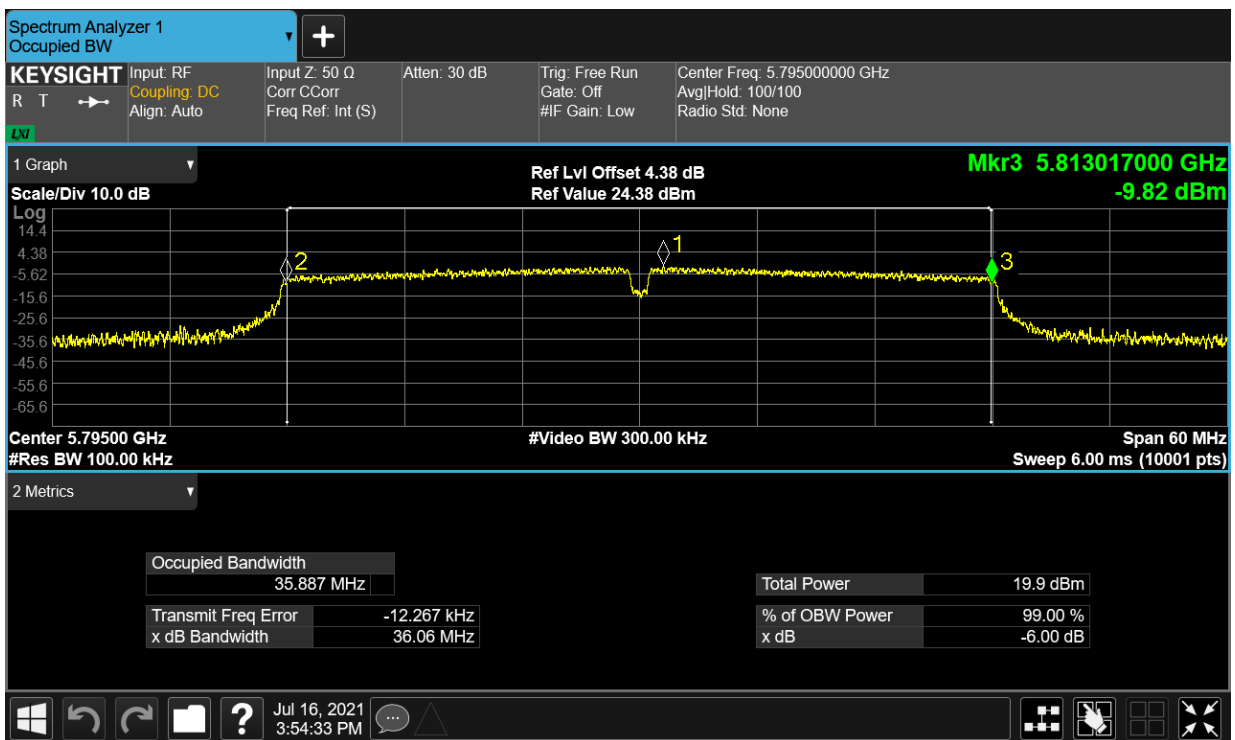 Spectrum Analyzer 1
Occupied BW
▼
+
KEYSIGHT
R T
LXI
Input: RF
Coupling: DC
Align: Auto
Input Z: 50 Ω
Corr CCorr
Freq Ref: Int (S)
Atten: 30 dB
Trig: Free Run
Gate: Off
#IF Gain: Low
Center Freq: 5.795000000 GHz
Avg|Hold: 100/100
Radio Std: None
1 Graph ▼
Scale/Div 10.0 dB
Ref Lvl Offset 4.38 dB
Ref Value 24.38 dBm
Mkr3 5.813017000 GHz
-9.82 dBm
Log
14.4
4.38
-5.62
-15.6
-25.6
-35.6
-45.6
-55.6
-65.6
2
1
3
Center 5.79500 GHz
#Res BW 100.00 kHz
#Video BW 300.00 kHz
Span 60 MHz
Sweep 6.00 ms (10001 pts)
2 Metrics ▼
Occupied Bandwidth
35.887 MHz
Transmit Freq Error -12.267 kHz
x dB Bandwidth 36.06 MHz
Total Power 19.9 dBm
% of OBW Power 99.00 %
x dB -6.00 dB
?
Jul 16, 2021
3:54:33 PM